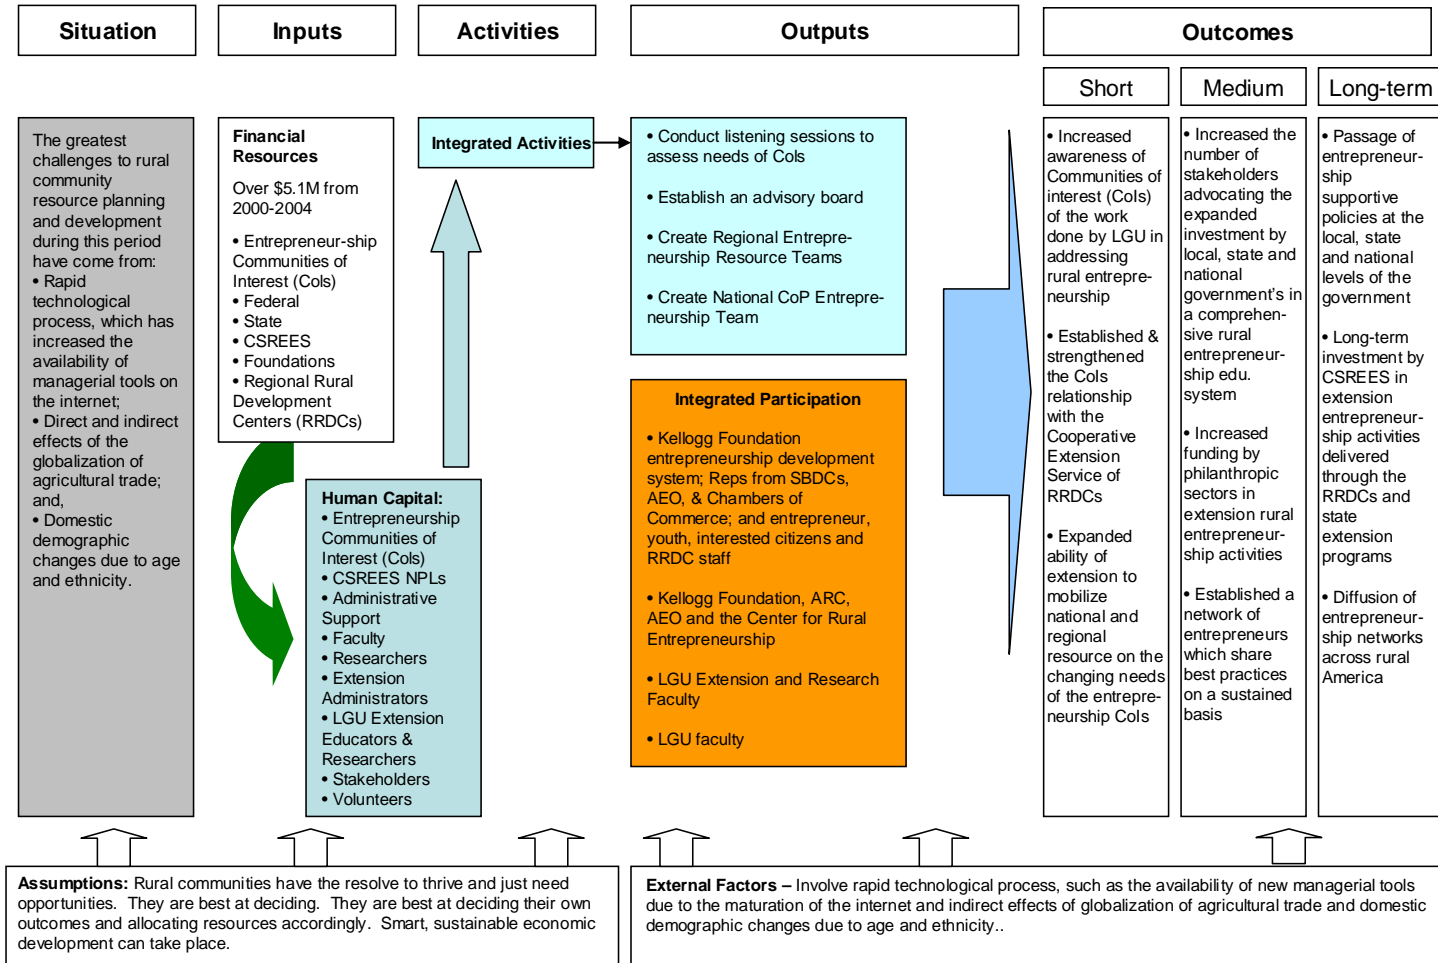 Situation
Inputs
Activities
Outputs
Outcomes
Short
Medium
Long-term
The greatest
challenges to rural
community
resource planning
and development
during this period
have come from:
• Rapid
technological
process, which has
increased the
availability of
managerial tools on
the internet;
• Direct and indirect
effects of the
globalization of
agricultural trade;
and,
• Domestic
demographic
changes due to age
and ethnicity.
Financial
Resources
Over $5.1M from
2000-2004
• Entrepreneur-ship
Communities of
Interest (CoIs)
• Federal
• State
• CSREES
• Foundations
• Regional Rural
Development
Centers (RRDCs)
Human Capital:
• Entrepreneurship
Communities of
Interest (CoIs)
• CSREES NPLs
• Administrative
Support
• Faculty
• Researchers
• Extension
Administrators
• LGU Extension
Educators &
Researchers
• Stakeholders
• Volunteers
Integrated Activities
• Conduct listening sessions to
assess needs of CoIs
• Establish an advisory board
• Create Regional Entrepre-
neurship Resource Teams
• Create National CoP Entrepre-
neurship Team
Integrated Participation
• Kellogg Foundation
entrepreneurship development
system; Reps from SBDCs,
AEO, & Chambers of
Commerce; and entrepreneur,
youth, interested citizens and
RRDC staff
• Kellogg Foundation, ARC,
AEO and the Center for Rural
Entrepreneurship
• LGU Extension and Research
Faculty
• LGU faculty
• Increased
awareness of
Communities of
interest (CoIs)
of the work
done by LGU in
addressing
rural entrepre-
neurship
• Established &
strengthened
the CoIs
relationship
with the
Cooperative
Extension
Service of
RRDCs
• Expanded
ability of
extension to
mobilize
national and
regional
resource on the
changing needs
of the entrepre-
neurship CoIs
• Increased the
number of
stakeholders
advocating the
expanded
investment by
local, state and
national
government's in
a comprehen-
sive rural
entrepreneur-
ship edu.
system
• Increased
funding by
philanthropic
sectors in
extension rural
entrepreneur-
ship activities
• Established a
network of
entrepreneurs
which share
best practices
on a sustained
basis
• Passage of
entrepreneur-
ship
supportive
policies at the
local, state
and national
levels of the
government
• Long-term
investment by
CSREES in
extension
entrepreneur-
ship activities
delivered
through the
RRDCs and
state
extension
programs
• Diffusion of
entrepreneur-
ship networks
across rural
America
Assumptions: Rural communities have the resolve to thrive and just need
opportunities. They are best at deciding. They are best at deciding their own
outcomes and allocating resources accordingly. Smart, sustainable economic
development can take place.
External Factors – Involve rapid technological process, such as the availability of new managerial tools
due to the maturation of the internet and indirect effects of globalization of agricultural trade and domestic
demographic changes due to age and ethnicity..